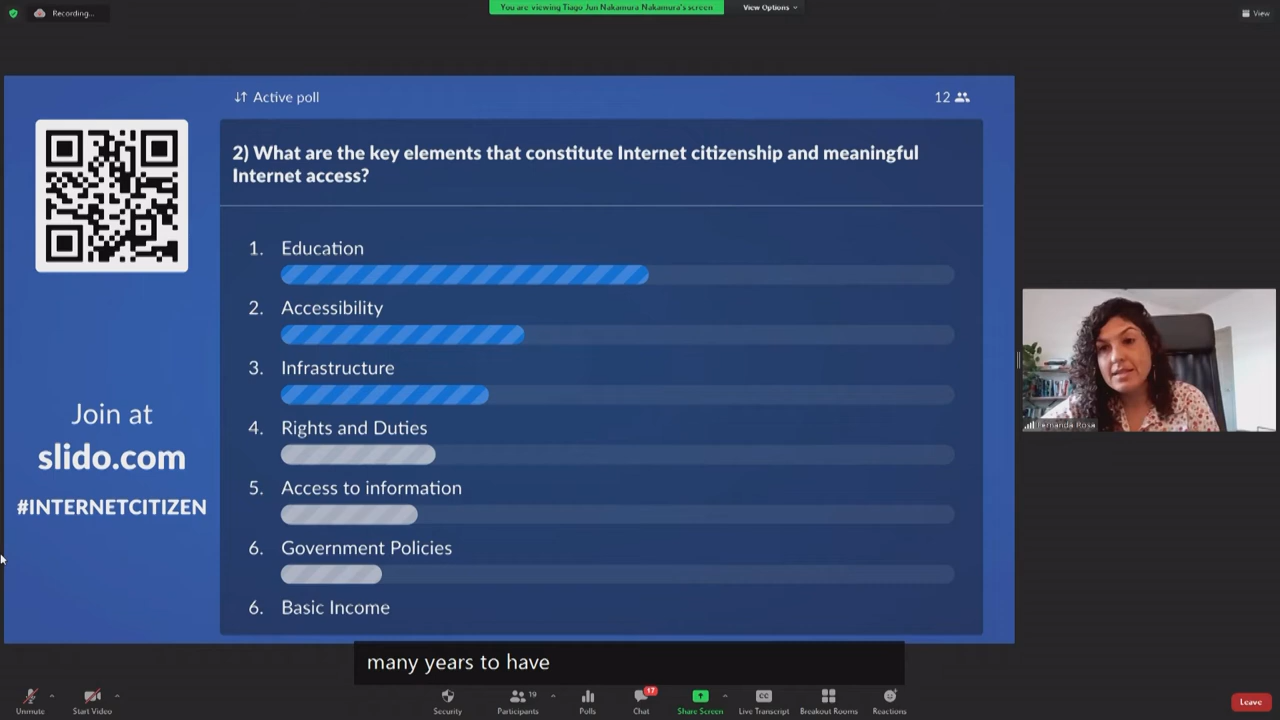 Recording...
You are viewing Tiago Jun Nakamura Nakamura's screen
View Options
View
Active poll
12
2) What are the key elements that constitute Internet citizenship and meaningful
Internet access?
1. Education
2. Accessibility
3. Infrastructure
4. Rights and Duties
5. Access to information
6. Government Policies
6. Basic Income
Join at
slido.com
#INTERNETCITIZEN
Fernanda Rosa
many years to have
Unmute
Start Video
Security
Participants
19
Polls
Chat
17
Share Screen
Live Transcript
CC
Breakout Rooms
Reactions
Leave